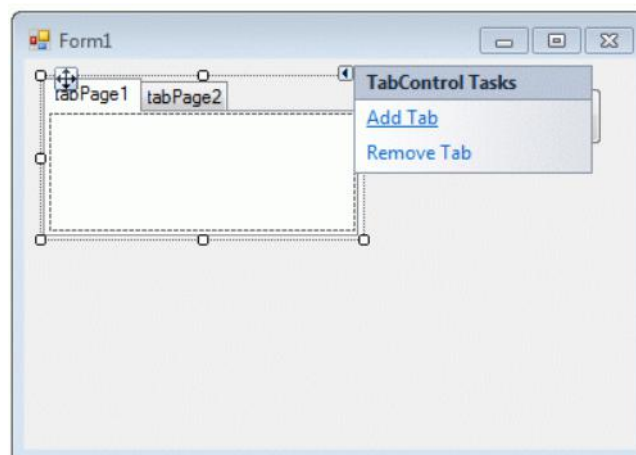 Form1
TabControl Tasks
tabPage1
tabPage2
Add Tab
Remove Tab